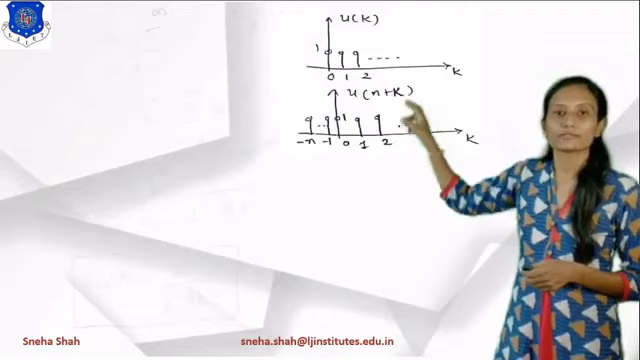 ∞
u(k)
1
0 1 2 .... k
u(n+k)
1
-n .. -1 0 1 2 .. k
Sneha Shah
sneha.shah@ljinstitutes.edu.in